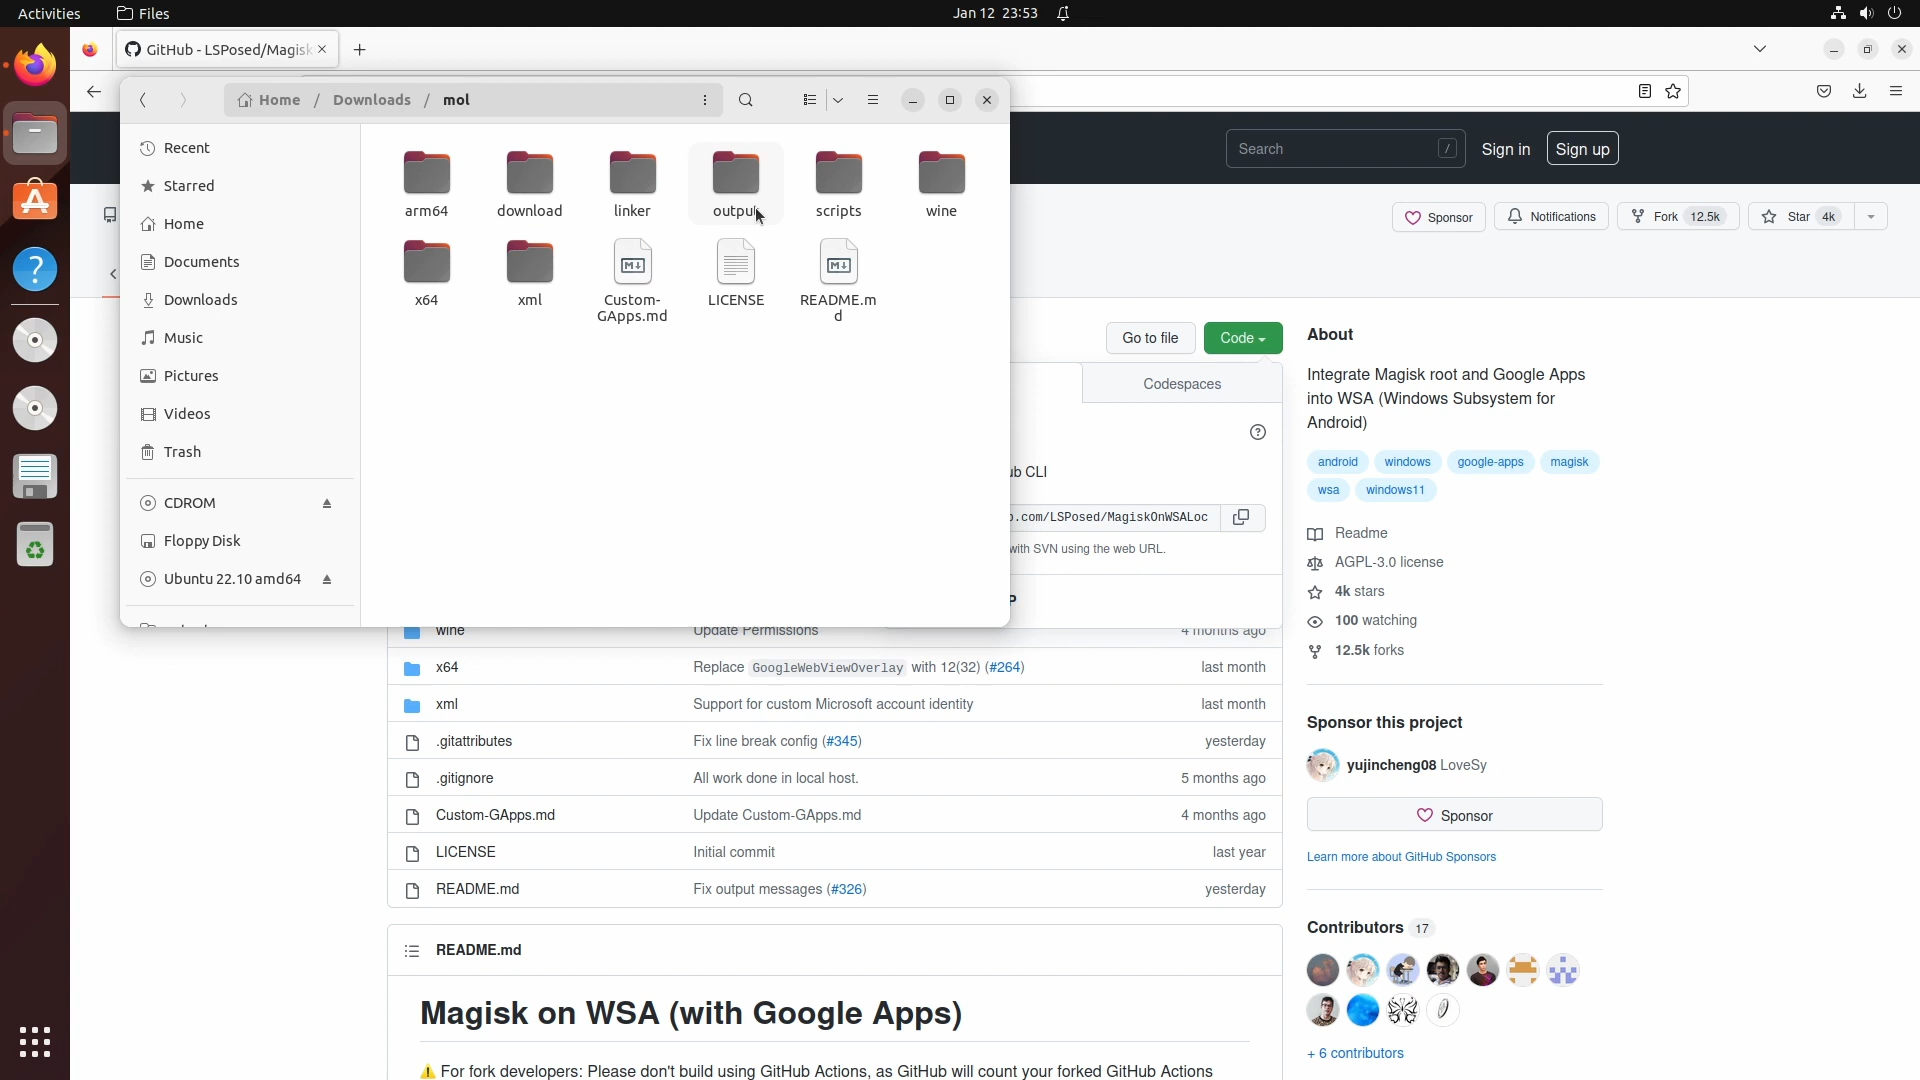 Activities
Files
Jan 12 23:53
GitHub - LSPosed/Magisk
Home / Downloads / mol
Search
/
Sign in
Sign up
Recent
Starred
Home
Documents
Downloads
Music
Pictures
Videos
Trash
CDROM
Floppy Disk
Ubuntu 22.10 amd64
arm64
download
linker
output
scripts
wine
x64
xml
Custom-
GApps.md
LICENSE
README.m
d
Sponsor
Notifications
Fork 12.5k
Star 4k
Go to file
Code
Codespaces
ub CLI
b.com/LSPosed/MagiskOnWSALoc
with SVN using the web URL.
P
wine Update Permissions 4 months ago
x64 Replace GoogleWebViewOverlay with 12(32) (#264) last month
xml Support for custom Microsoft account identity last month
.gitattributes Fix line break config (#345) yesterday
.gitignore All work done in local host. 5 months ago
Custom-GApps.md Update Custom-GApps.md 4 months ago
LICENSE Initial commit last year
README.md Fix output messages (#326) yesterday
README.md
Magisk on WSA (with Google Apps)
For fork developers: Please don't build using GitHub Actions, as GitHub will count your forked GitHub Actions
About
Integrate Magisk root and Google Apps
into WSA (Windows Subsystem for
Android)
android windows google-apps magisk
wsa windows11
Readme
AGPL-3.0 license
4k stars
100 watching
12.5k forks
Sponsor this project
yujincheng08 LoveSy
Sponsor
Learn more about GitHub Sponsors
Contributors 17
+ 6 contributors